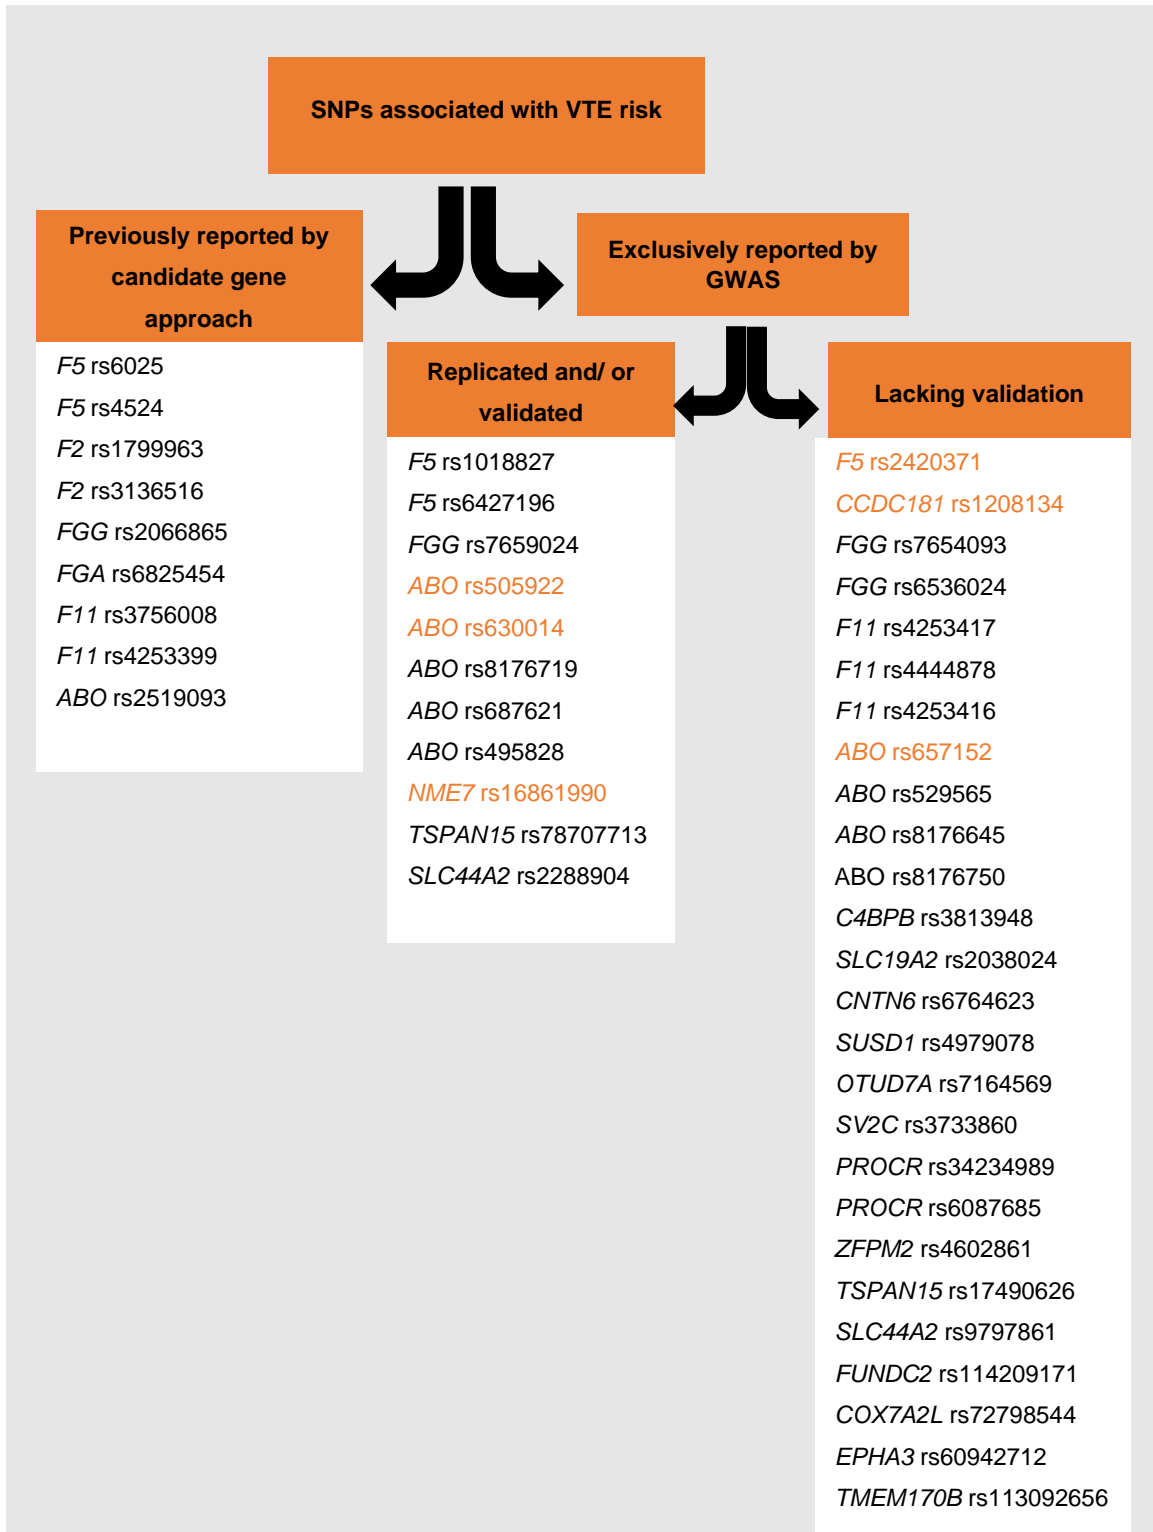 SNPs associated with VTE risk
Previously reported by
candidate gene
approach
F5 rs6025
F5 rs4524
F2 rs1799963
F2 rs3136516
FGG rs2066865
FGA rs6825454
F11 rs3756008
F11 rs4253399
ABO rs2519093
Exclusively reported by
GWAS
Replicated and/ or
validated
F5 rs1018827
F5 rs6427196
FGG rs7659024
ABO rs505922
ABO rs630014
ABO rs8176719
ABO rs687621
ABO rs495828
NME7 rs16861990
TSPAN15 rs78707713
SLC44A2 rs2288904
Lacking validation
F5 rs2420371
CCDC181 rs1208134
FGG rs7654093
FGG rs6536024
F11 rs4253417
F11 rs4444878
F11 rs4253416
ABO rs657152
ABO rs529565
ABO rs8176645
ABO rs8176750
C4BPB rs3813948
SLC19A2 rs2038024
CNTN6 rs6764623
SUSD1 rs4979078
OTUD7A rs7164569
SV2C rs3733860
PROCR rs34234989
PROCR rs6087685
ZFPM2 rs4602861
TSPAN15 rs17490626
SLC44A2 rs9797861
FUNDC2 rs114209171
COX7A2L rs72798544
EPHA3 rs60942712
TMEM170B rs113092656